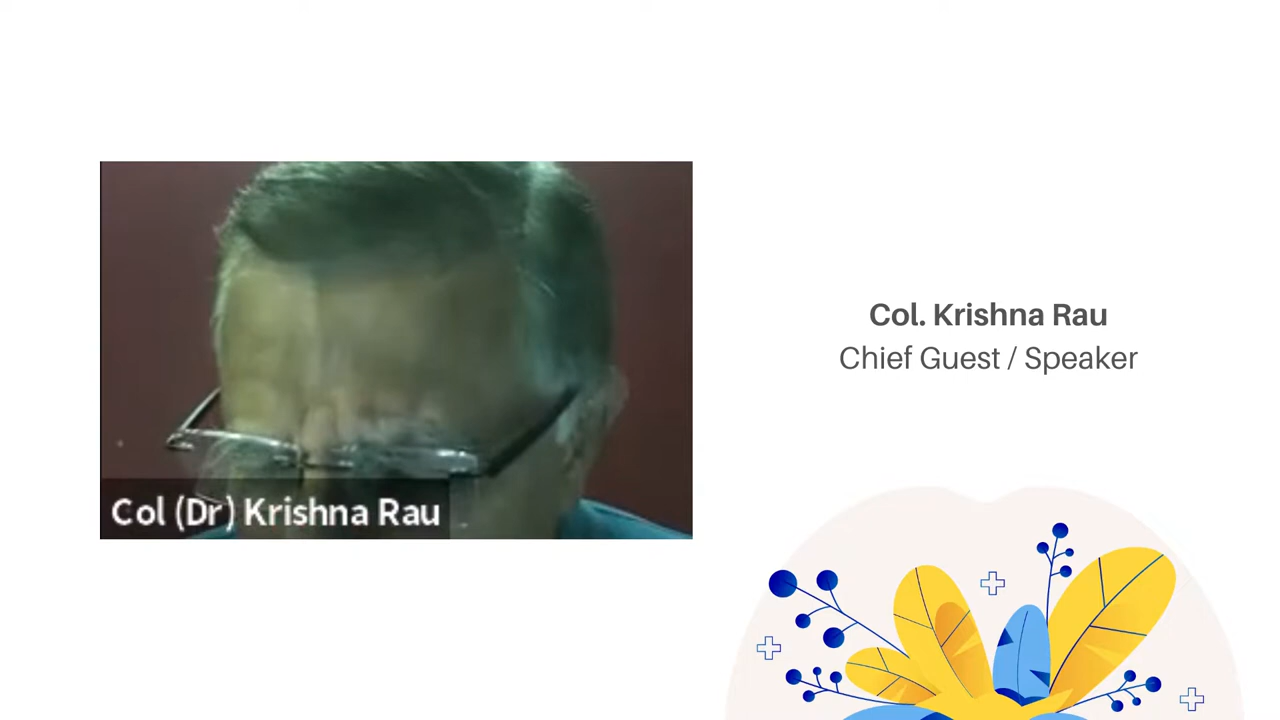 Col (Dr) Krishna Rau
Col. Krishna Rau
Chief Guest / Speaker